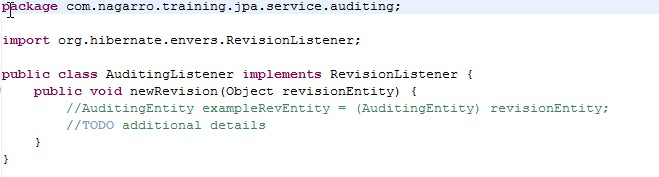 package com.nagarro.training.jpa.service.auditing;
import org.hibernate.envers.RevisionListener;
public class AuditingListener implements RevisionListener {
public void newRevision(Object revisionEntity) {
//AuditingEntity exampleRevEntity = (AuditingEntity) revisionEntity;
//TODO additional details
}
}